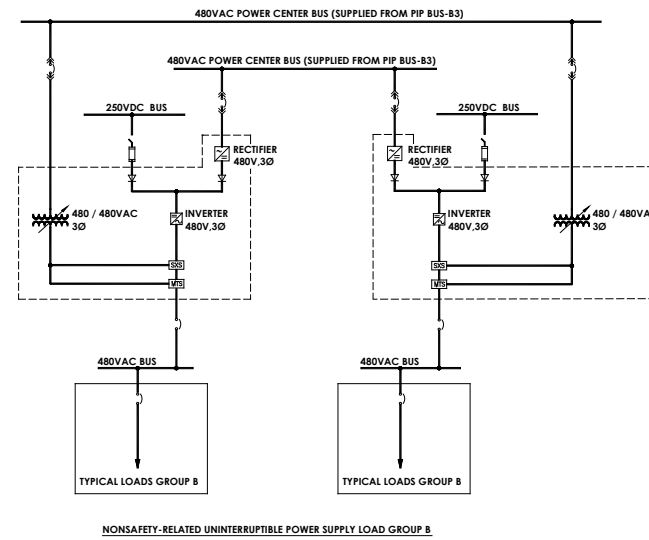 480VAC POWER CENTER BUS (SUPPLIED FROM PIP BUS-B3)
480VAC POWER CENTER BUS (SUPPLIED FROM PIP BUS-B3)
250VDC BUS
250VDC BUS
RECTIFIER
480V,3Ø
RECTIFIER
480V,3Ø
480 / 480VAC
3Ø
INVERTER
480V,3Ø
INVERTER
480V,3Ø
480 / 480VA
3Ø
SXS
SXS
MTS
MTS
480VAC BUS
480VAC BUS
TYPICAL LOADS GROUP B
TYPICAL LOADS GROUP B
NONSAFETY-RELATED UNINTERRUPTIBLE POWER SUPPLY LOAD GROUP B